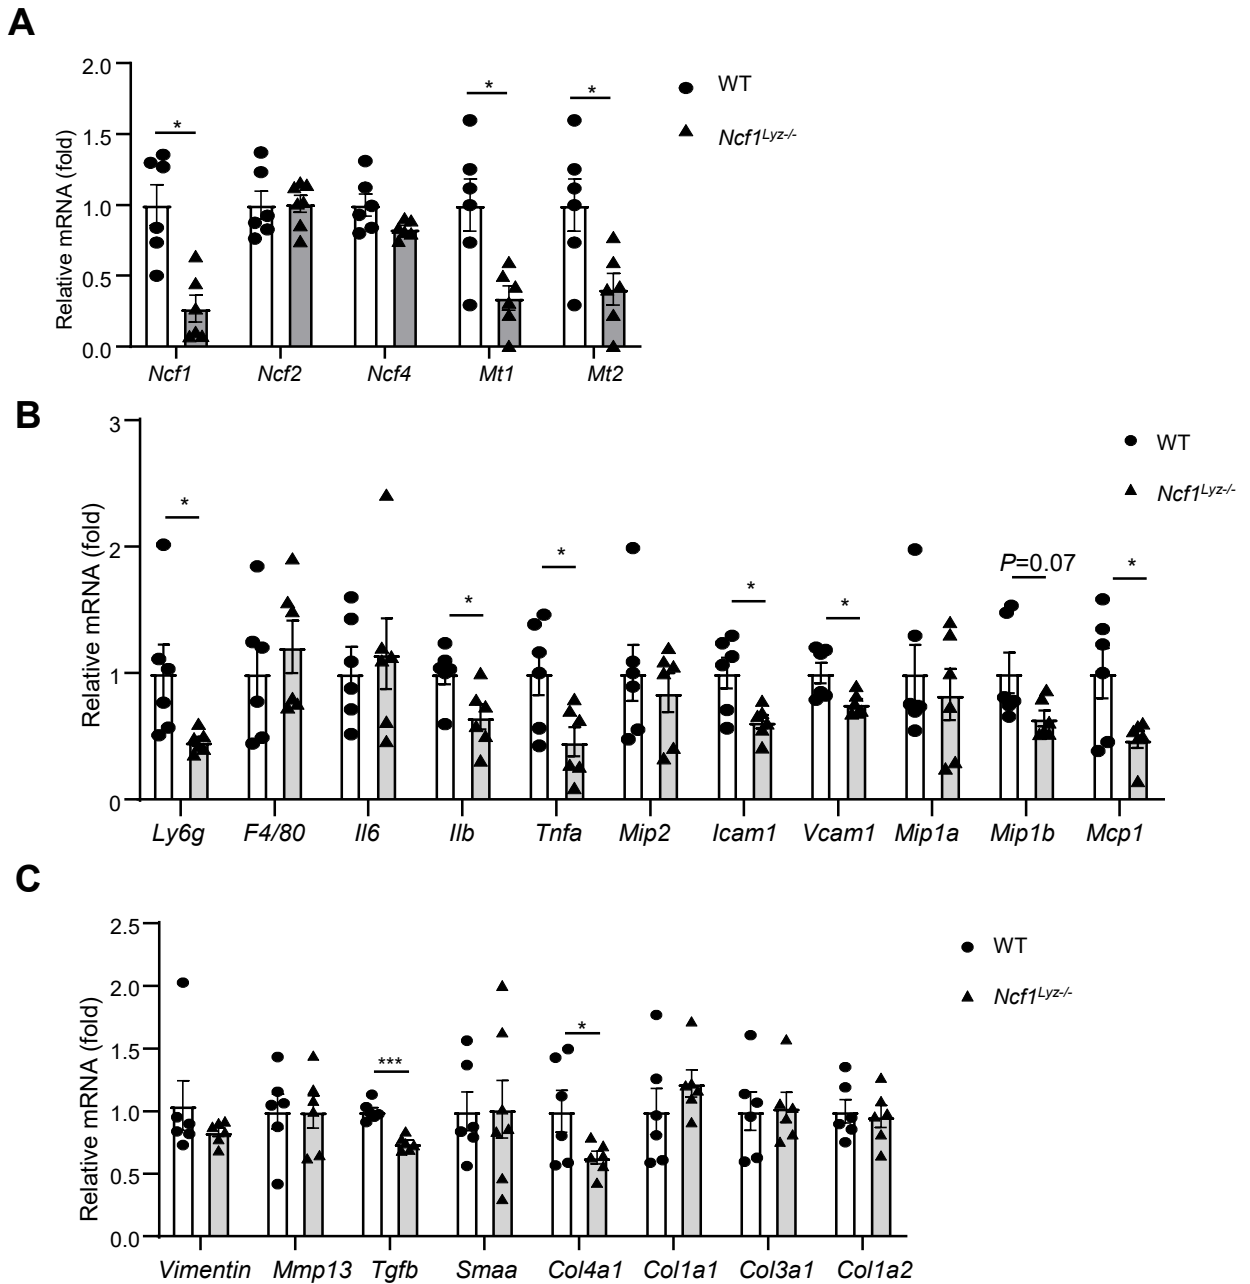 A
Relative mRNA (fold)
2.0
1.5
1.0
0.5
0.0
*
*
*
WT
Ncf1Lyz-/-
Ncf1 Ncf2 Ncf4 Mt1 Mt2
B
Relative mRNA (fold)
3
2
1
0
*
*
*
*
*
P=0.07
*
WT
Ncf1Lyz-/-
Ly6g F4/80 Il6 Ilb Tnfa Mip2 Icam1 Vcam1 Mip1a Mip1b Mcp1
C
Relative mRNA (fold)
2.5
2.0
1.5
1.0
0.5
0.0
***
*
WT
Ncf1Lyz-/-
Vimentin Mmp13 Tgfb Smaa Col4a1 Col1a1 Col3a1 Col1a2